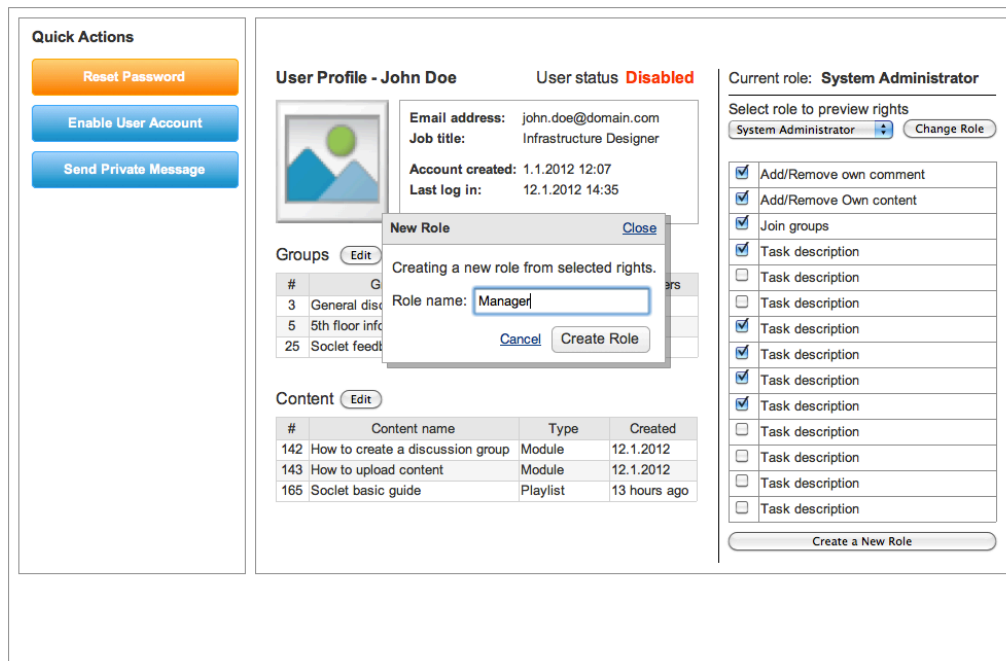 Quick Actions
Reset Password
Enable User Account
Send Private Message
User Profile - John Doe User status Disabled
Email address: john.doe@domain.com
Job title: Infrastructure Designer
Account created: 1.1.2012 12:07
Last log in: 12.1.2012 14:35
New Role Close
Creating a new role from selected rights.
Role name: Manager
Cancel Create Role
Groups Edit
#
3 General
5 5th floor
25 Soclet
Content Edit
# Content name Type Created
142 How to create a discussion group Module 12.1.2012
143 How to upload content Module 12.1.2012
165 Soclet basic guide Playlist 13 hours ago
Current role: System Administrator
Select role to preview rights
System Administrator Change Role
Add/Remove own comment
Add/Remove Own content
Join groups
Task description
Task description
Task description
Task description
Task description
Task description
Task description
Task description
Task description
Task description
Task description
Create a New Role